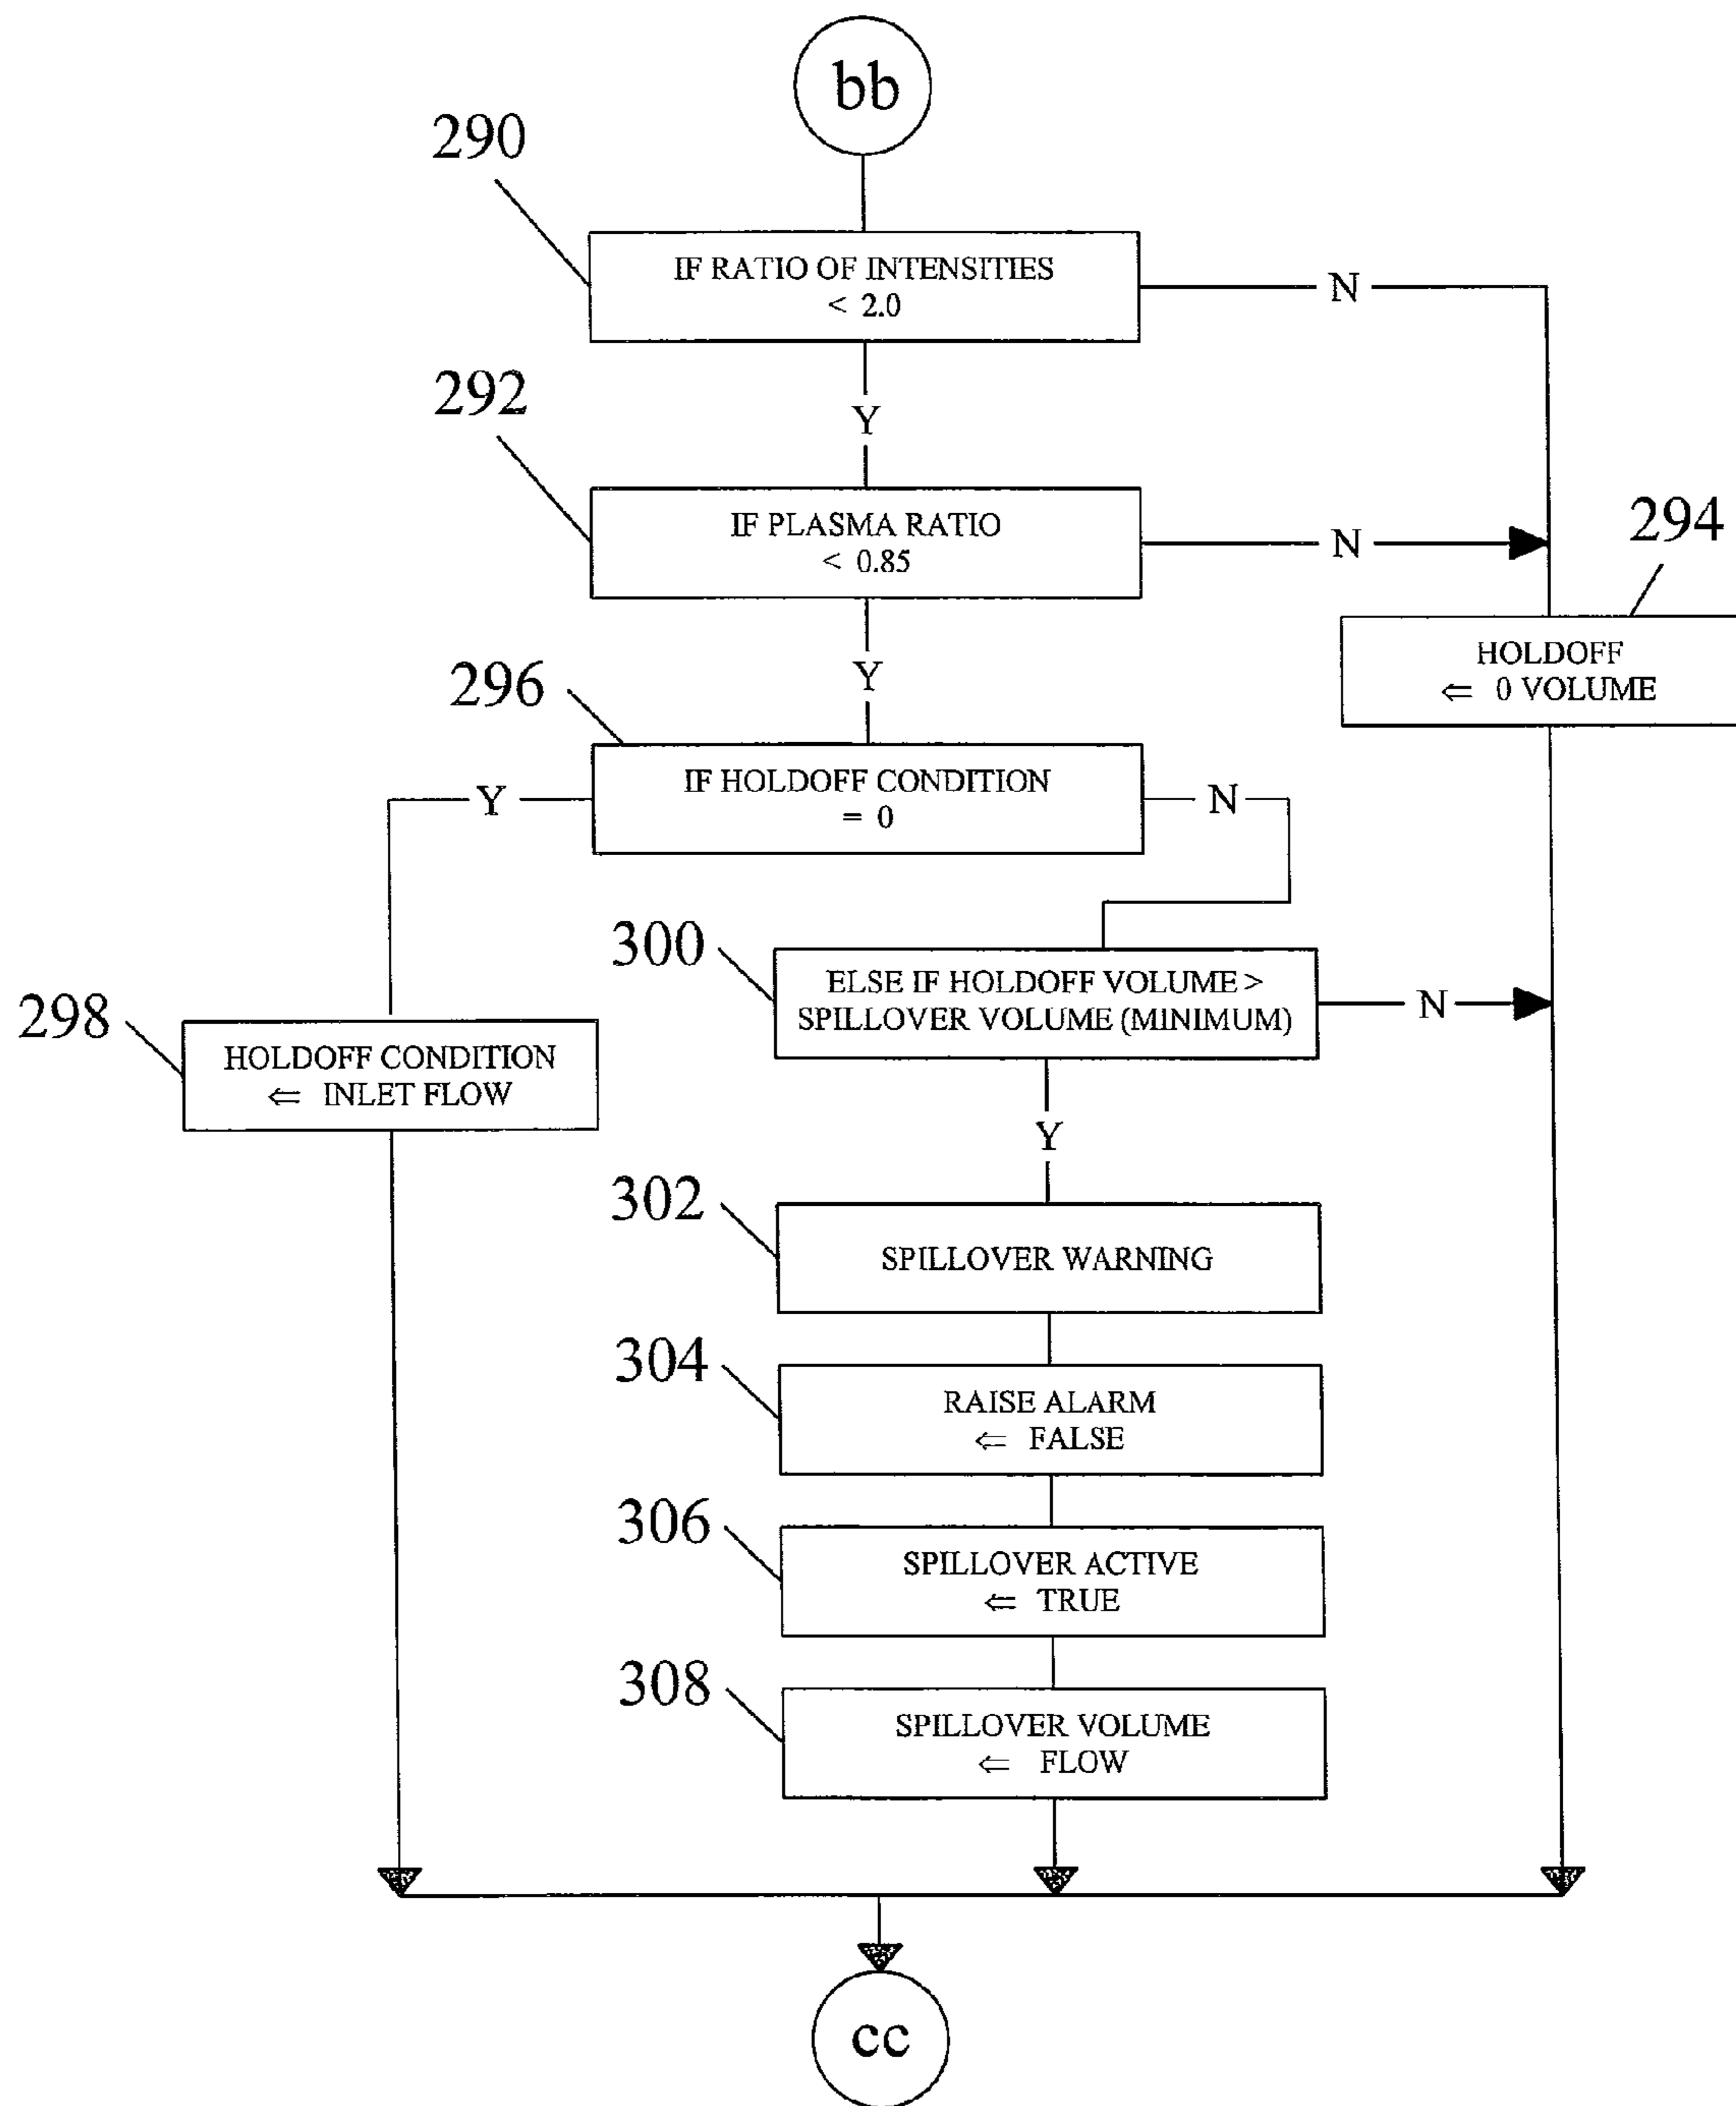 bb
290
IF RATIO OF INTENSITIES
< 2.0
N
Y
292
IF PLASMA RATIO
< 0.85
N
294
HOLDOFF
⇐ 0 VOLUME
Y
296
IF HOLDOFF CONDITION
= 0
Y
N
300
ELSE IF HOLDOFF VOLUME >
SPILLOVER VOLUME (MINIMUM)
N
298
HOLDOFF CONDITION
⇐ INLET FLOW
Y
302
SPILLOVER WARNING
304
RAISE ALARM
⇐ FALSE
306
SPILLOVER ACTIVE
⇐ TRUE
308
SPILLOVER VOLUME
⇐ FLOW
cc